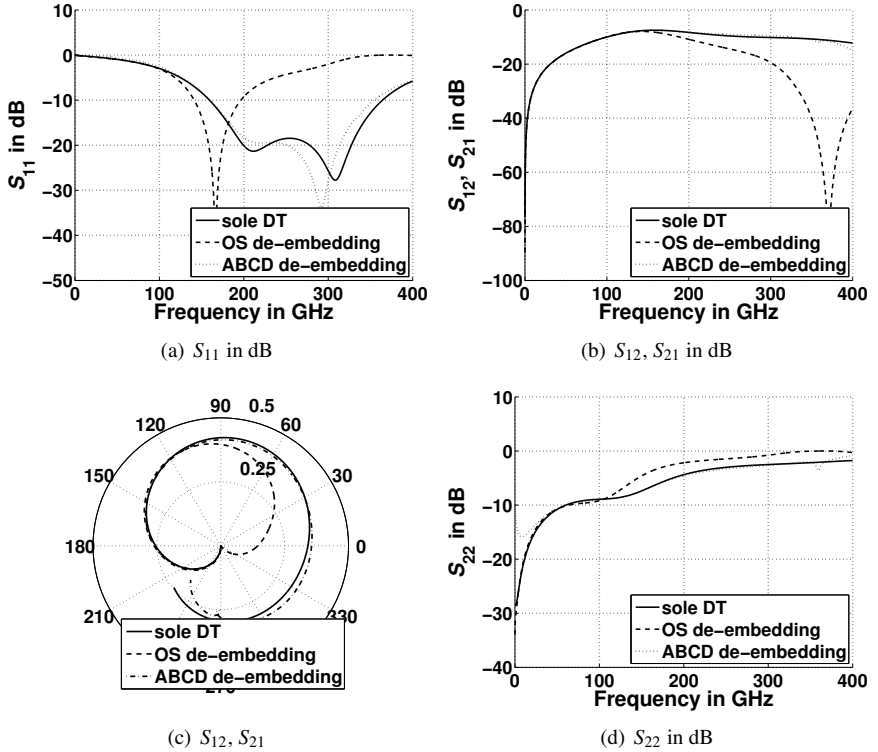 10
0
−10
−20
−30
−40
−50
0
100
200
300
400
S11 in dB
Frequency in GHz
sole DT
OS de-embedding
ABCD de-embedding
(a) S11 in dB
0
−20
−40
−60
−80
−100
0
100
200
300
400
S12, S21 in dB
Frequency in GHz
sole DT
OS de-embedding
ABCD de-embedding
(b) S12, S21 in dB
90
0.5
120
60
0.25
150
30
180
0
210
330
270
sole DT
OS de-embedding
ABCD de-embedding
(c) S12, S21
10
0
−10
−20
−30
−40
0
100
200
300
400
S22 in dB
Frequency in GHz
sole DT
OS de-embedding
ABCD de-embedding
(d) S22 in dB